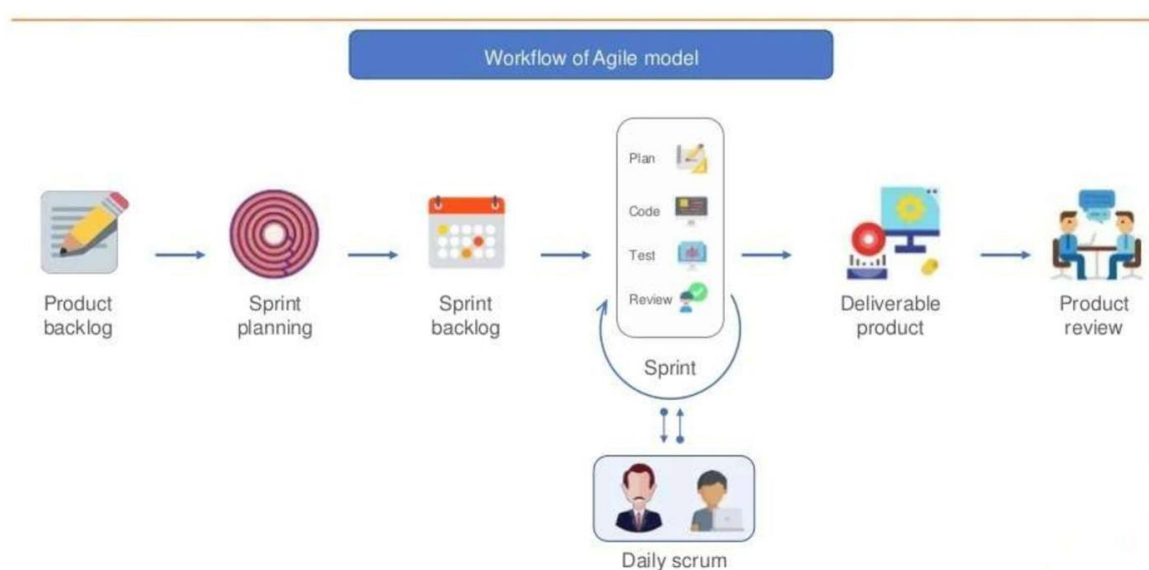 Workflow of Agile model
Plan
Code
Test
Review
Product
backlog
Sprint
planning
Sprint
backlog
Sprint
Deliverable
product
Product
review
Daily scrum